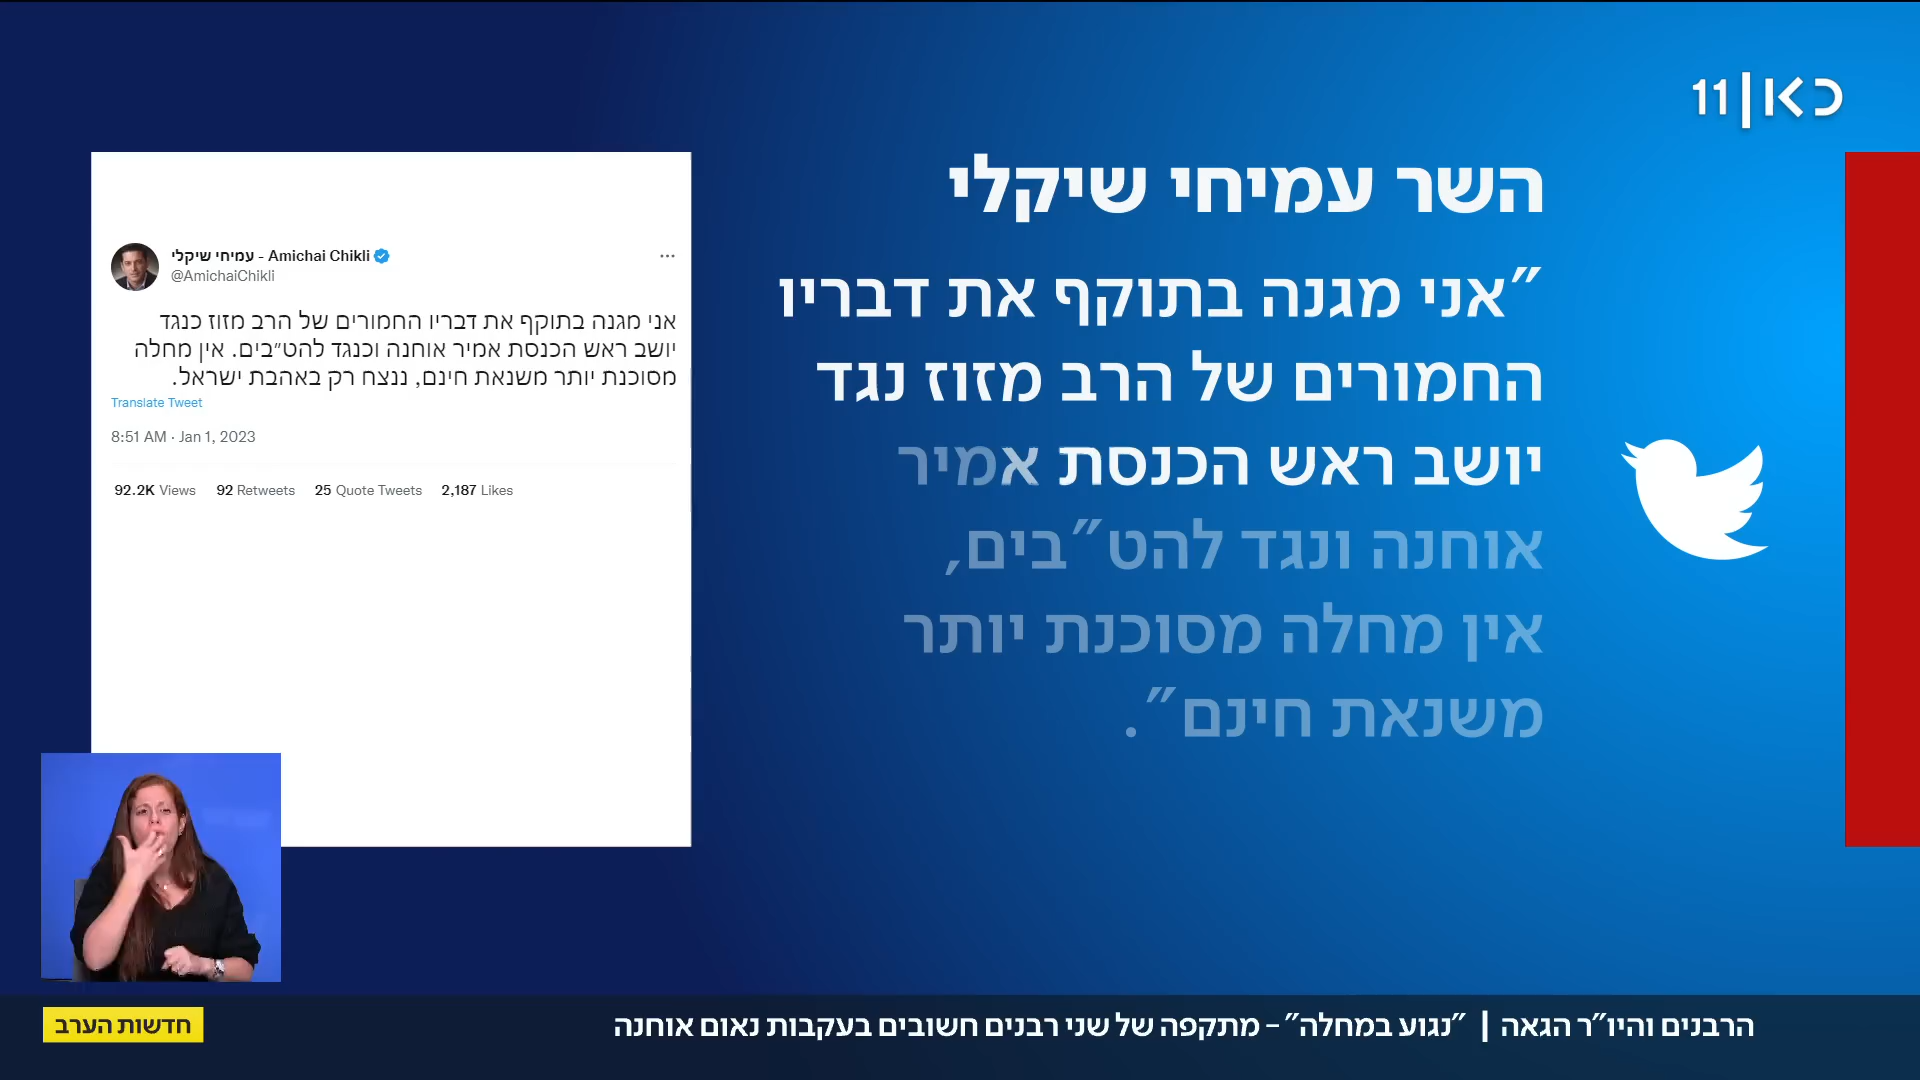 כאן | 11
השר עמיחי שיקלי
"אני מגנה בתוקף את דבריו
החמורים של הרב מזוז נגד
יושב ראש הכנסת אמיר
אוחנה ונגד להט"בים,
אין מחלה מסוכנת יותר
משנאת חינם".
עמיחי שיקלי - Amichai Chikli
@AmichaiChikli
אני מגנה בתוקף את דבריו החמורים של הרב מזוז כנגד
יושב ראש הכנסת אמיר אוחנה וכנגד להט״בים. אין מחלה
מסוכנת יותר משנאת חינם, ננצח רק באהבת ישראל.
Translate Tweet
8:51 AM · Jan 1, 2023
92.2K Views 92 Retweets 25 Quote Tweets 2,187 Likes
הרבנים והיו"ר הגאה | "נגוע במחלה" – מתקפה של שני רבנים חשובים בעקבות נאום אוחנה
חדשות הערב